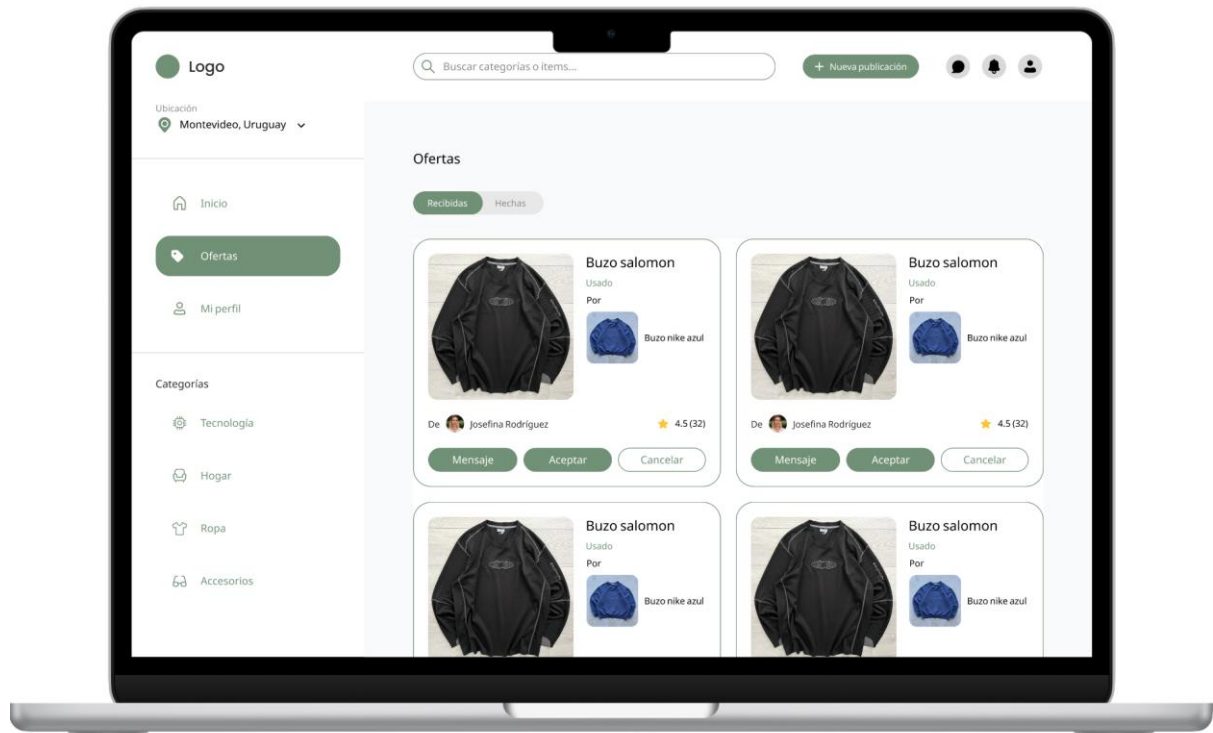 Logo
Buscar categorías o items...
+ Nueva publicación
Ubicación
Montevideo, Uruguay
Inicio
Ofertas
Mi perfil
Categorías
Tecnología
Hogar
Ropa
Accesorios
Ofertas
Recibidas Hechas
Buzo salomon
Usado
Por
Buzo nike azul
De Josefina Rodríguez 4.5 (32)
Mensaje Aceptar Cancelar
Buzo salomon
Usado
Por
Buzo nike azul
De Josefina Rodríguez 4.5 (32)
Mensaje Aceptar Cancelar
Buzo salomon
Usado
Por
Buzo nike azul
Buzo salomon
Usado
Por
Buzo nike azul